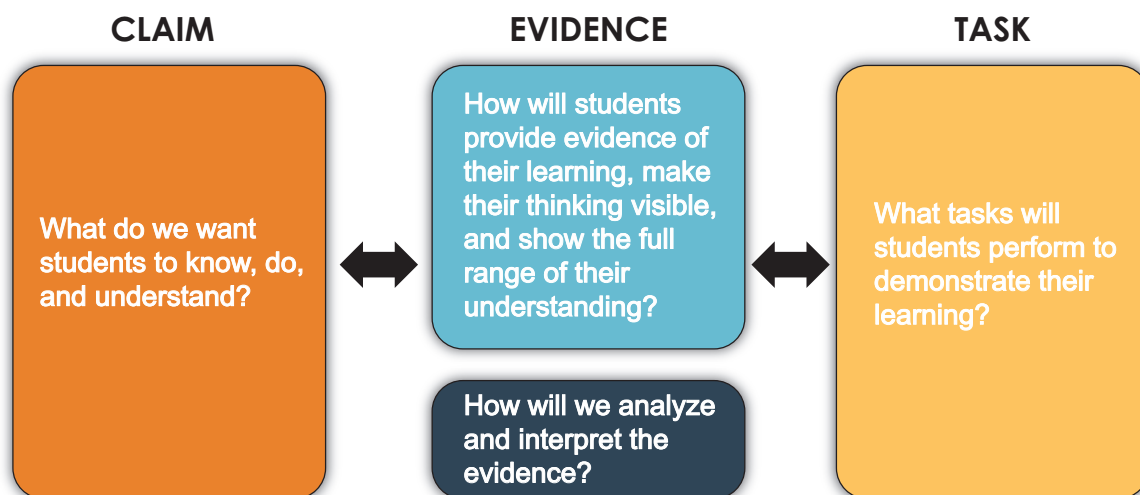 CLAIM
What do we want
students to know, do,
and understand?
EVIDENCE
How will students
provide evidence of
their learning, make
their thinking visible,
and show the full
range of their
understanding?
How will we analyze
and interpret the
evidence?
TASK
What tasks will
students perform to
demonstrate their
learning?